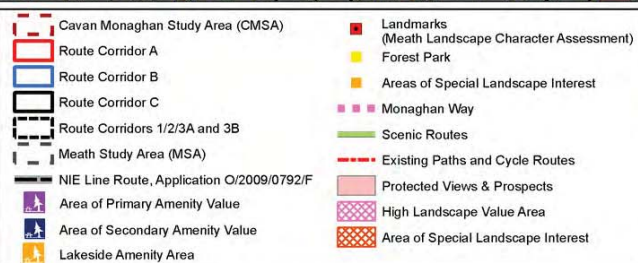 Cavan Monaghan Study Area (CMSA)
Route Corridor A
Route Corridor B
Route Corridor C
Route Corridors 1/2/3A and 3B
Meath Study Area (MSA)
NIE Line Route, Application O/2009/0792/F
Area of Primary Amenity Value
Area of Secondary Amenity Value
Lakeside Amenity Area
Landmarks
(Meath Landscape Character Assessment)
Forest Park
Areas of Special Landscape Interest
Monaghan Way
Scenic Routes
Existing Paths and Cycle Routes
Protected Views & Prospects
High Landscape Value Area
Area of Special Landscape Interest